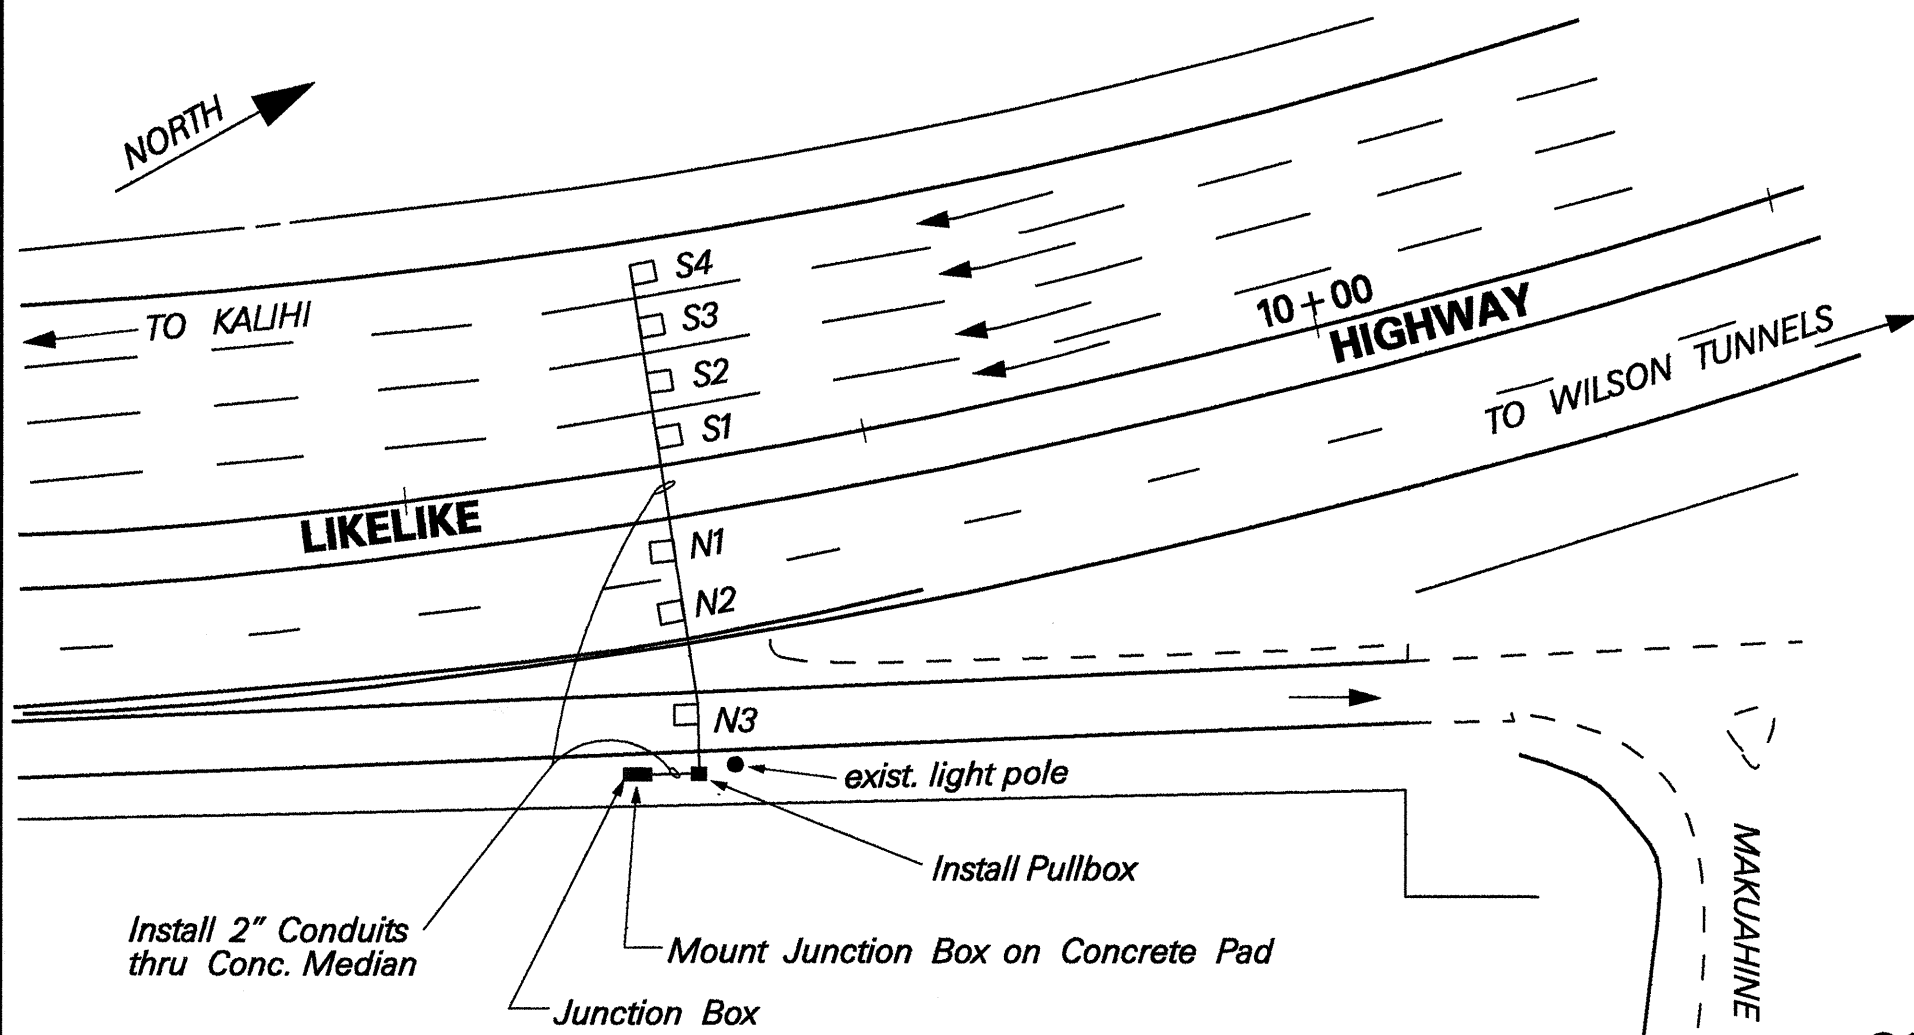 NORTH
S4
S3
S2
S1
TO KALIHI
10+00
LIKELIKE HIGHWAY
TO WILSON TUNNELS
N1
N2
N3
exist. light pole
Install Pullbox
Install 2" Conduits
thru Conc. Median
Mount Junction Box on Concrete Pad
Junction Box
MAKUAHINE